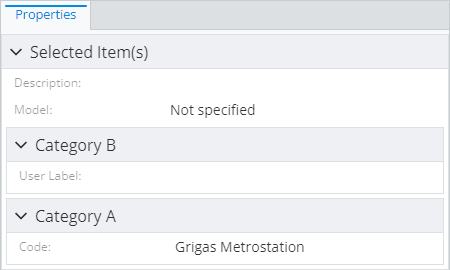 Properties
Selected Item(s)
Description:
Model: Not specified
Category B
User Label:
Category A
Code: Grigas Metrostation